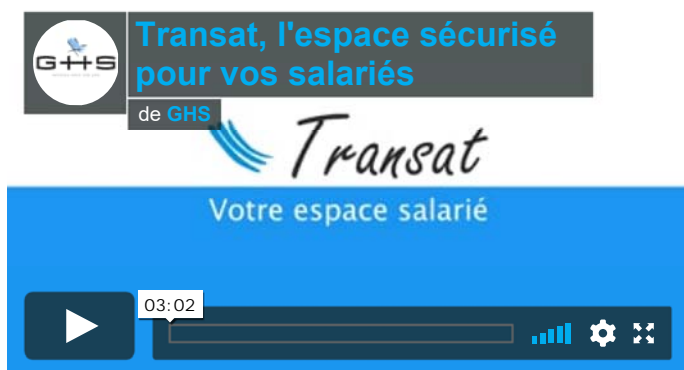 Transat, l'espace sécurisé
pour vos salariés
GHS
de GHS
Transat
Votre espace salarié
03:02